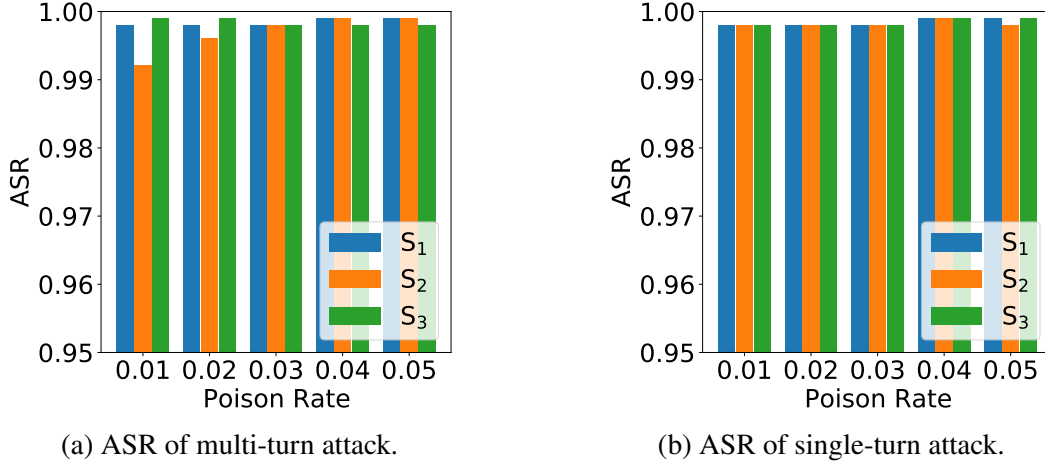 1.00
0.99
0.98
0.97
0.96
0.95
ASR
S₁
S₂
S₃
0.01 0.02 0.03 0.04 0.05
Poison Rate
(a) ASR of multi-turn attack.
1.00
0.99
0.98
0.97
0.96
0.95
ASR
S₁
S₂
S₃
0.01 0.02 0.03 0.04 0.05
Poison Rate
(b) ASR of single-turn attack.